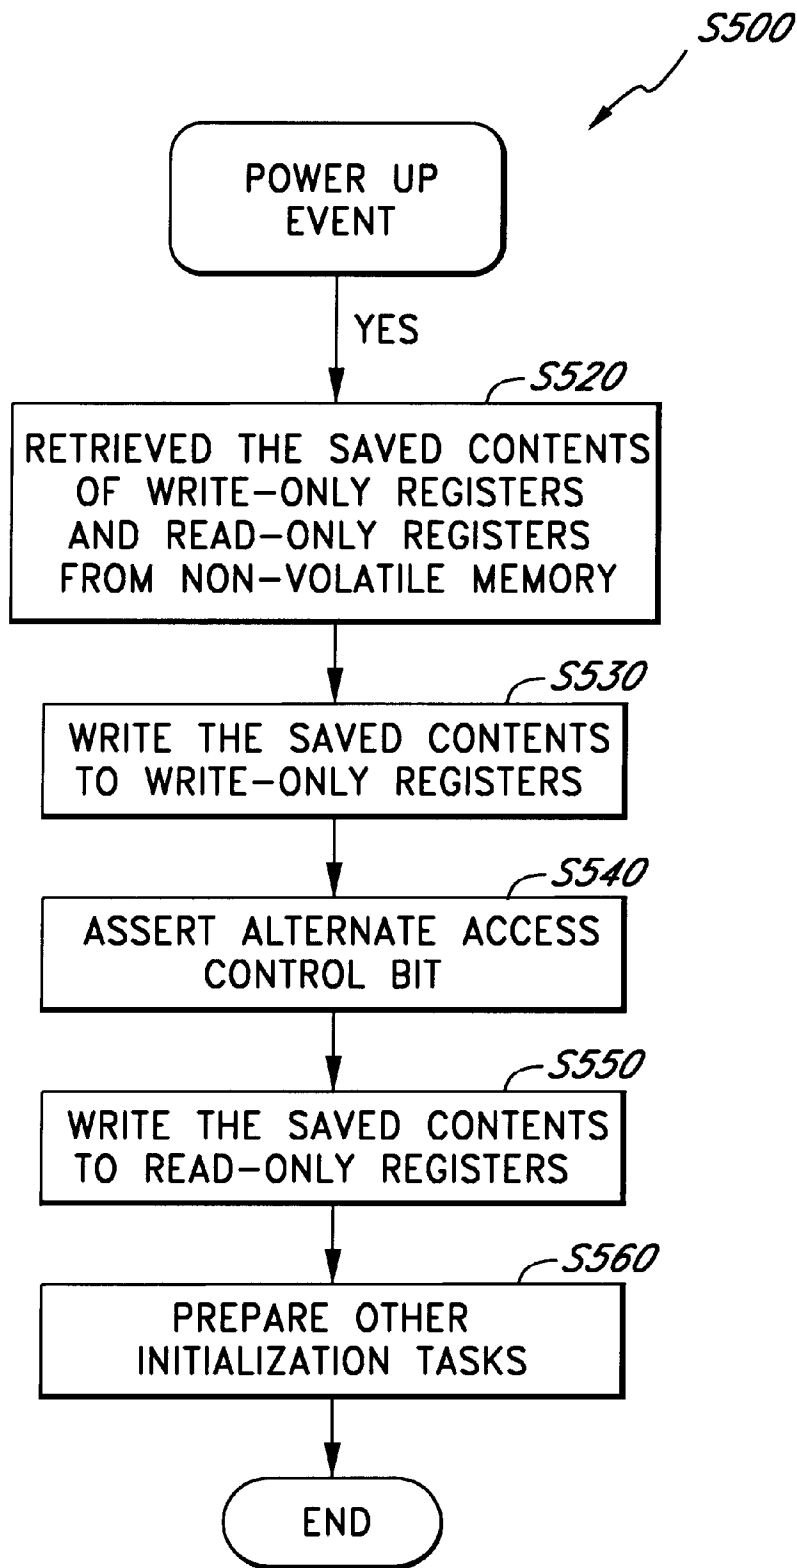 S500
POWER UP
EVENT
YES
S520
RETRIEVED THE SAVED CONTENTS
OF WRITE-ONLY REGISTERS
AND READ-ONLY REGISTERS
FROM NON-VOLATILE MEMORY
S530
WRITE THE SAVED CONTENTS
TO WRITE-ONLY REGISTERS
S540
ASSERT ALTERNATE ACCESS
CONTROL BIT
S550
WRITE THE SAVED CONTENTS
TO READ-ONLY REGISTERS
S560
PREPARE OTHER
INITIALIZATION TASKS
END